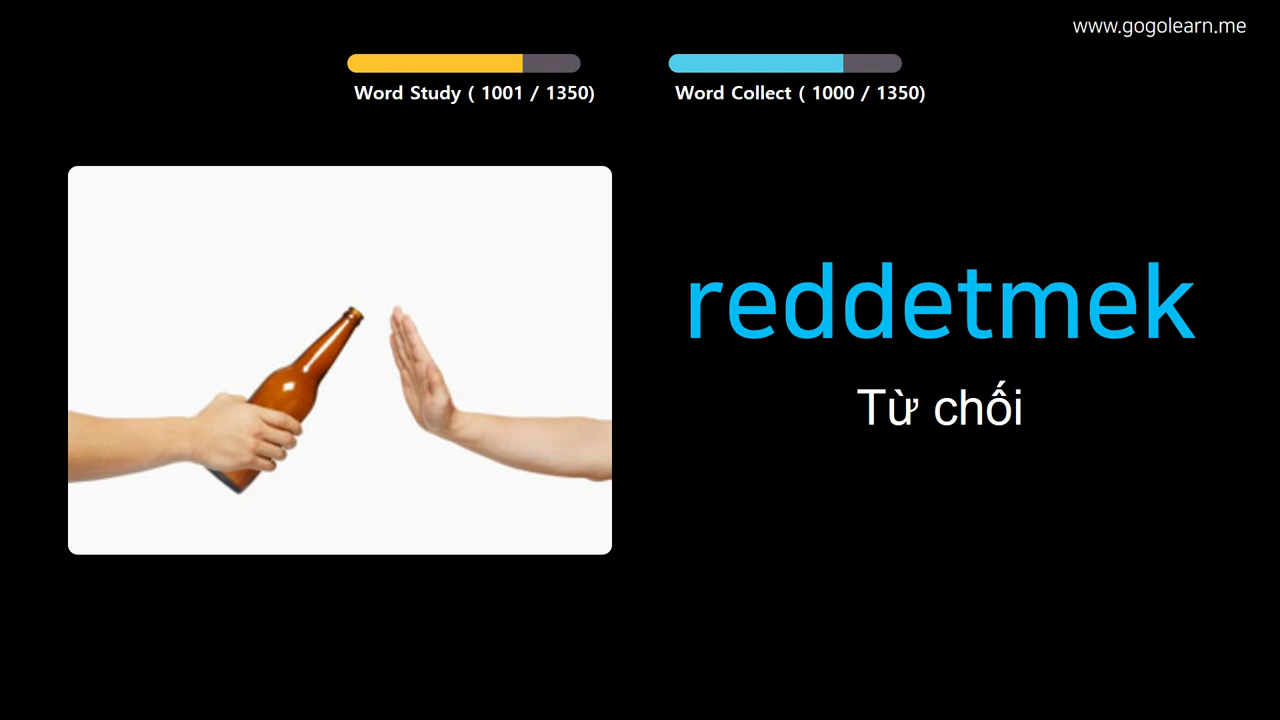 www.gogolearn.me
Word Study ( 1001 / 1350)
Word Collect ( 1000 / 1350)
reddetmek
Từ chối